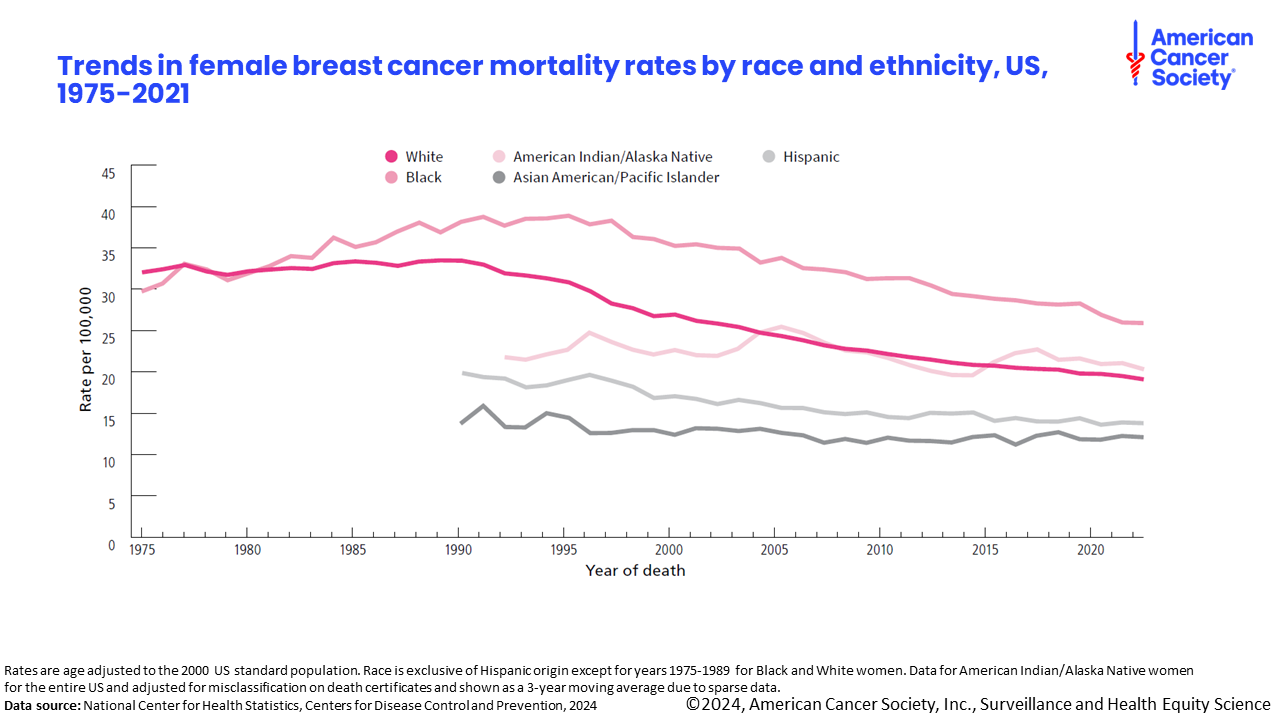 Trends in female breast cancer mortality rates by race and ethnicity, US,
1975-2021
American
Cancer
Society®
White
American Indian/Alaska Native
Hispanic
Black
Asian American/Pacific Islander
45
40
35
30
25
20
15
10
5
0
Rate per 100,000
1975 1980 1985 1990 1995 2000 2005 2010 2015 2020
Year of death
Rates are age adjusted to the 2000 US standard population. Race is exclusive of Hispanic origin except for years 1975-1989 for Black and White women. Data for American Indian/Alaska Native women
for the entire US and adjusted for misclassification on death certificates and shown as a 3-year moving average due to sparse data.
Data source: National Center for Health Statistics, Centers for Disease Control and Prevention, 2024
©2024, American Cancer Society, Inc., Surveillance and Health Equity Science